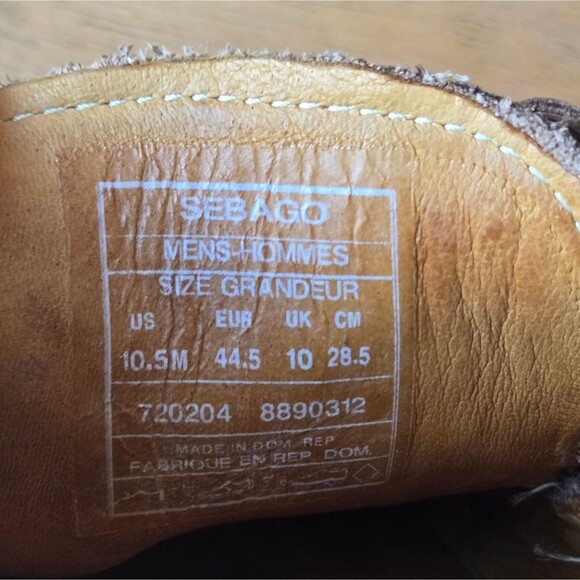 SEBAGO
MENS-HOMMES
SIZE GRANDEUR
US EUR UK CM
10.5M 44.5 10 28.5
720204 8890312
MADE IN DOM. REP
FABRIQUE EN REP DOM.